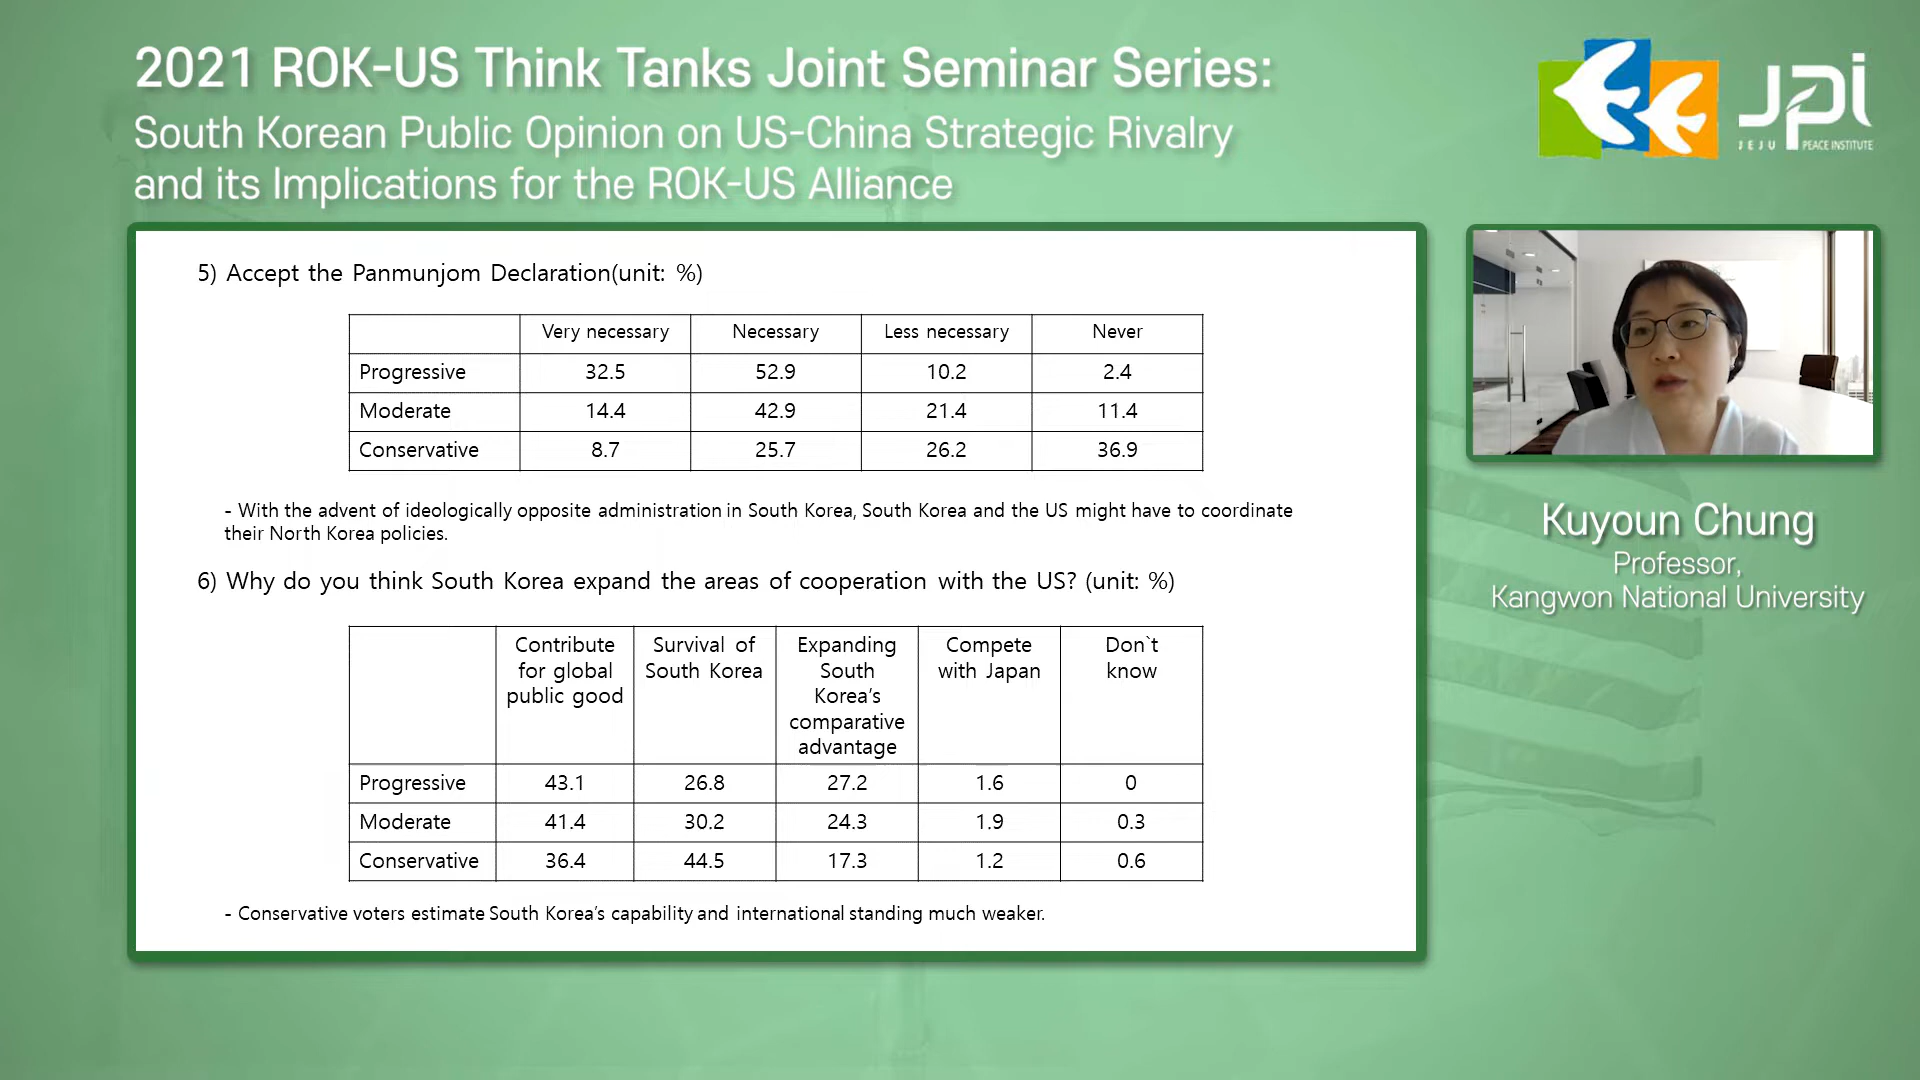 2021 ROK-US Think Tanks Joint Seminar Series:
South Korean Public Opinion on US-China Strategic Rivalry
and its Implications for the ROK-US Alliance
JPI
JEJU PEACE INSTITUTE
5) Accept the Panmunjom Declaration(unit: %)
Very necessary Necessary Less necessary Never
Progressive 32.5 52.9 10.2 2.4
Moderate 14.4 42.9 21.4 11.4
Conservative 8.7 25.7 26.2 36.9
- With the advent of ideologically opposite administration in South Korea, South Korea and the US might have to coordinate
their North Korea policies.
6) Why do you think South Korea expand the areas of cooperation with the US? (unit: %)
Contribute Survival of Expanding Compete Don`t
for global South Korea South with Japan know
public good Korea’s
comparative
advantage
Progressive 43.1 26.8 27.2 1.6 0
Moderate 41.4 30.2 24.3 1.9 0.3
Conservative 36.4 44.5 17.3 1.2 0.6
- Conservative voters estimate South Korea’s capability and international standing much weaker.
Kuyoun Chung
Professor,
Kangwon National University